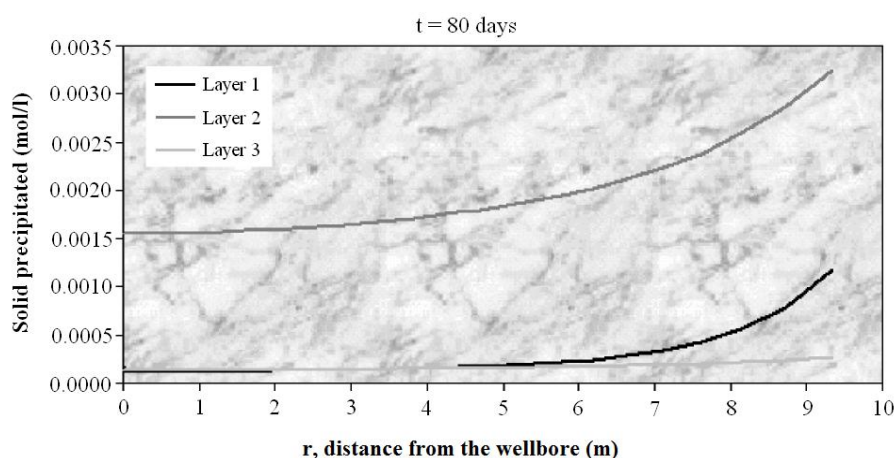 t = 80 days
Solid precipitated (mol/l)
0.0035
0.0030
0.0025
0.0020
0.0015
0.0010
0.0005
0.0000
Layer 1
Layer 2
Layer 3
0 1 2 3 4 5 6 7 8 9 10
r, distance from the wellbore (m)